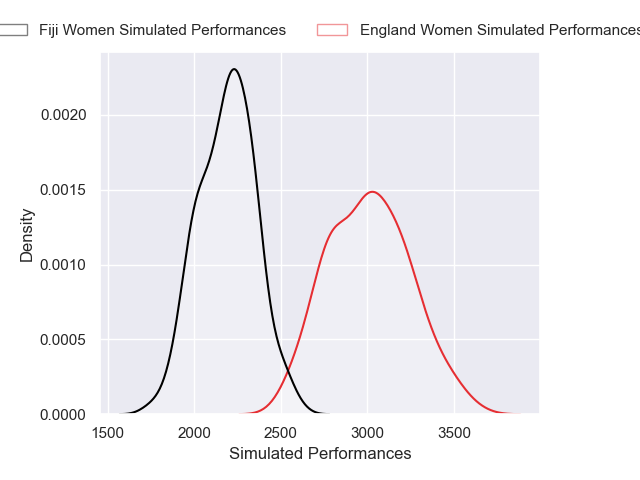 Fiji Women Simulated Performances England Women Simulated Performances
0.0020
0.0015
0.0010
0.0005
0.0000
Density
1500 2000 2500 3000 3500
Simulated Performances